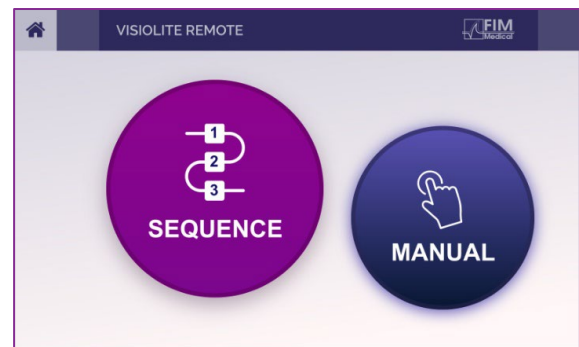 VISIOLITE REMOTE
FIM
Medical
1
2
3
SEQUENCE
MANUAL